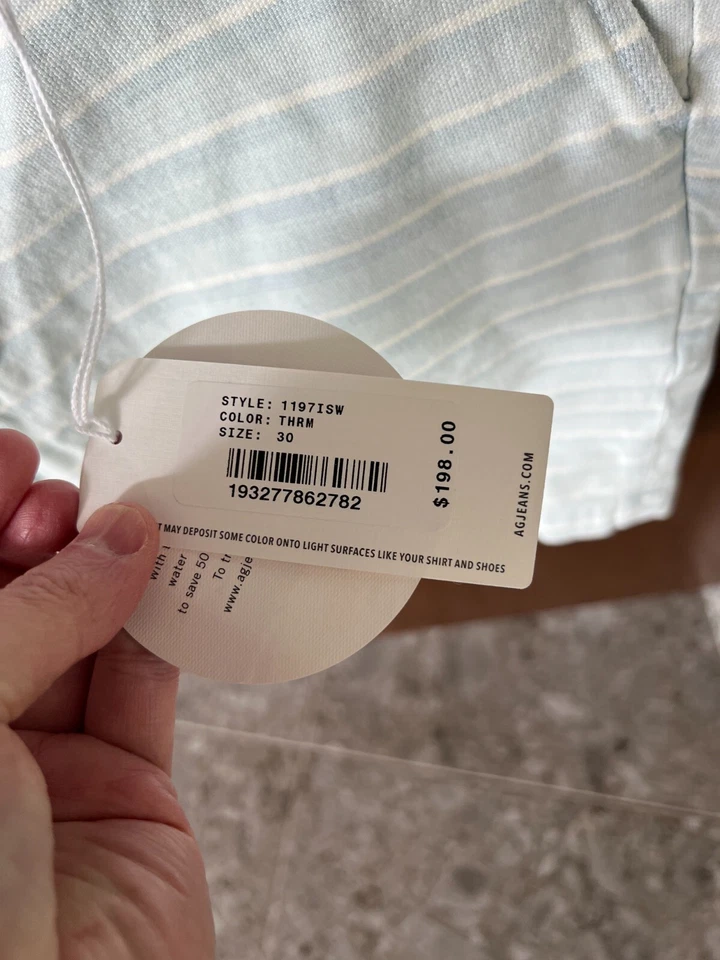 STYLE: 1197ISW
COLOR: THRM
SIZE: 30
193277862782
$198.00
AGJEANS.COM
T MAY DEPOSIT SOME COLOR ONTO LIGHT SURFACES LIKE YOUR SHIRT AND SHOES
with
water
to save 50
To tr
www.agje